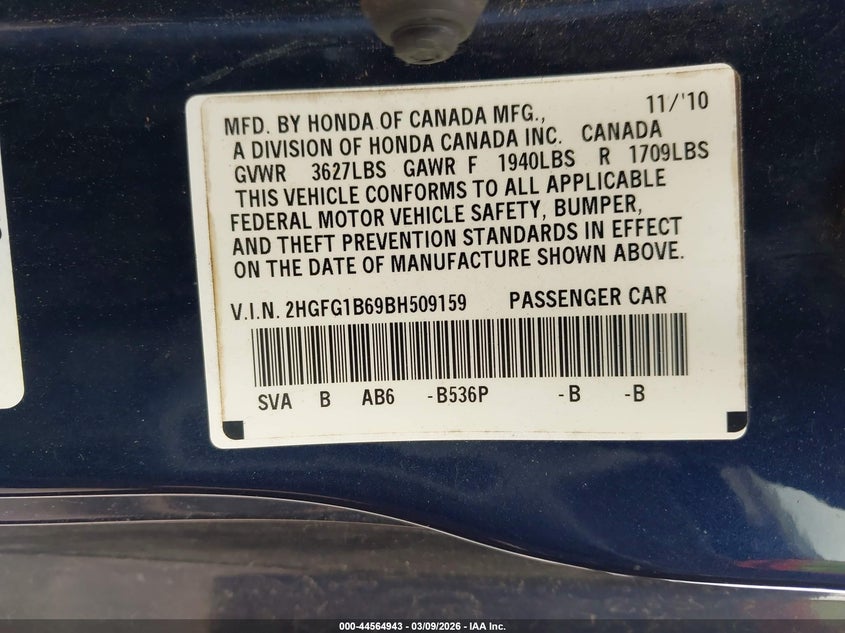 MFD. BY HONDA OF CANADA MFG., 11/'10
A DIVISION OF HONDA CANADA INC. CANADA
GVWR 3627LBS GAWR F 1940LBS R 1709LBS
THIS VEHICLE CONFORMS TO ALL APPLICABLE
FEDERAL MOTOR VEHICLE SAFETY, BUMPER,
AND THEFT PREVENTION STANDARDS IN EFFECT
ON THE DATE OF MANUFACTURE SHOWN ABOVE.
V.I.N. 2HGFG1B69BH509159 PASSENGER CAR
SVA B AB6 -B536P -B -B
000-44564943 - 03/09/2026 - IAA Inc.